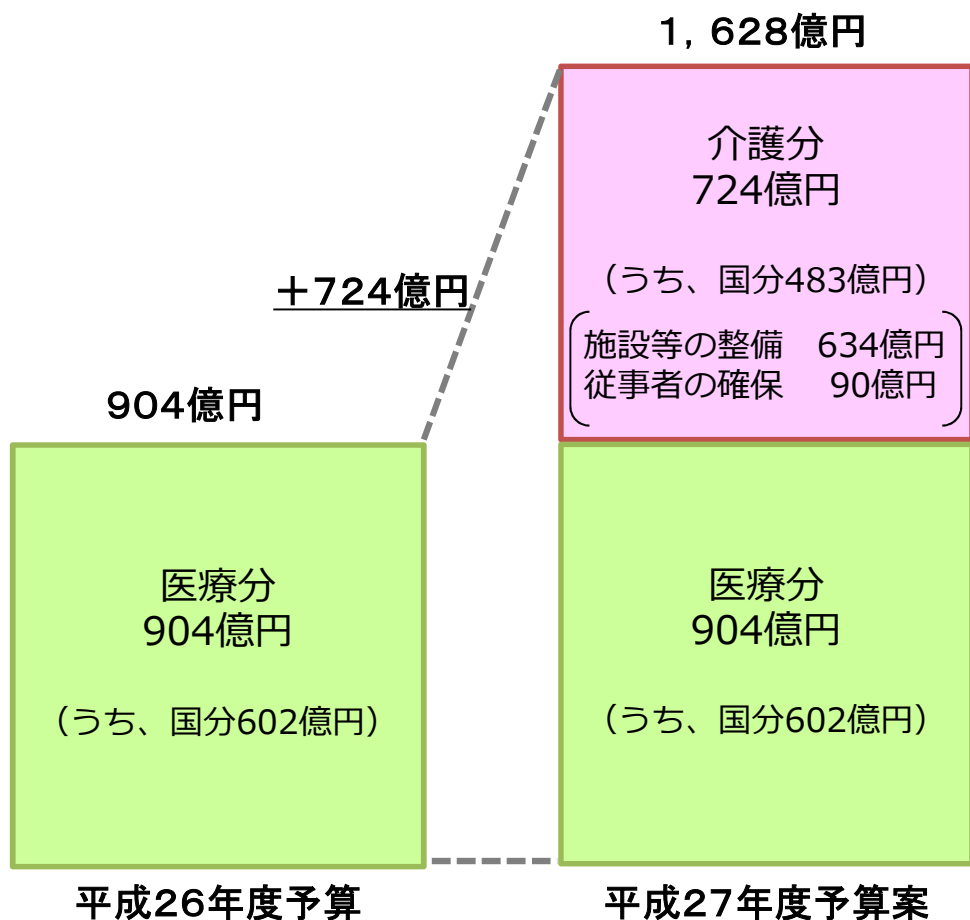 1，628億円
介護分
724億円
（うち、国分483億円）
施設等の整備　634億円
従事者の確保　90億円
＋724億円
904億円
医療分
904億円
（うち、国分602億円）
医療分
904億円
（うち、国分602億円）
平成26年度予算
平成27年度予算案